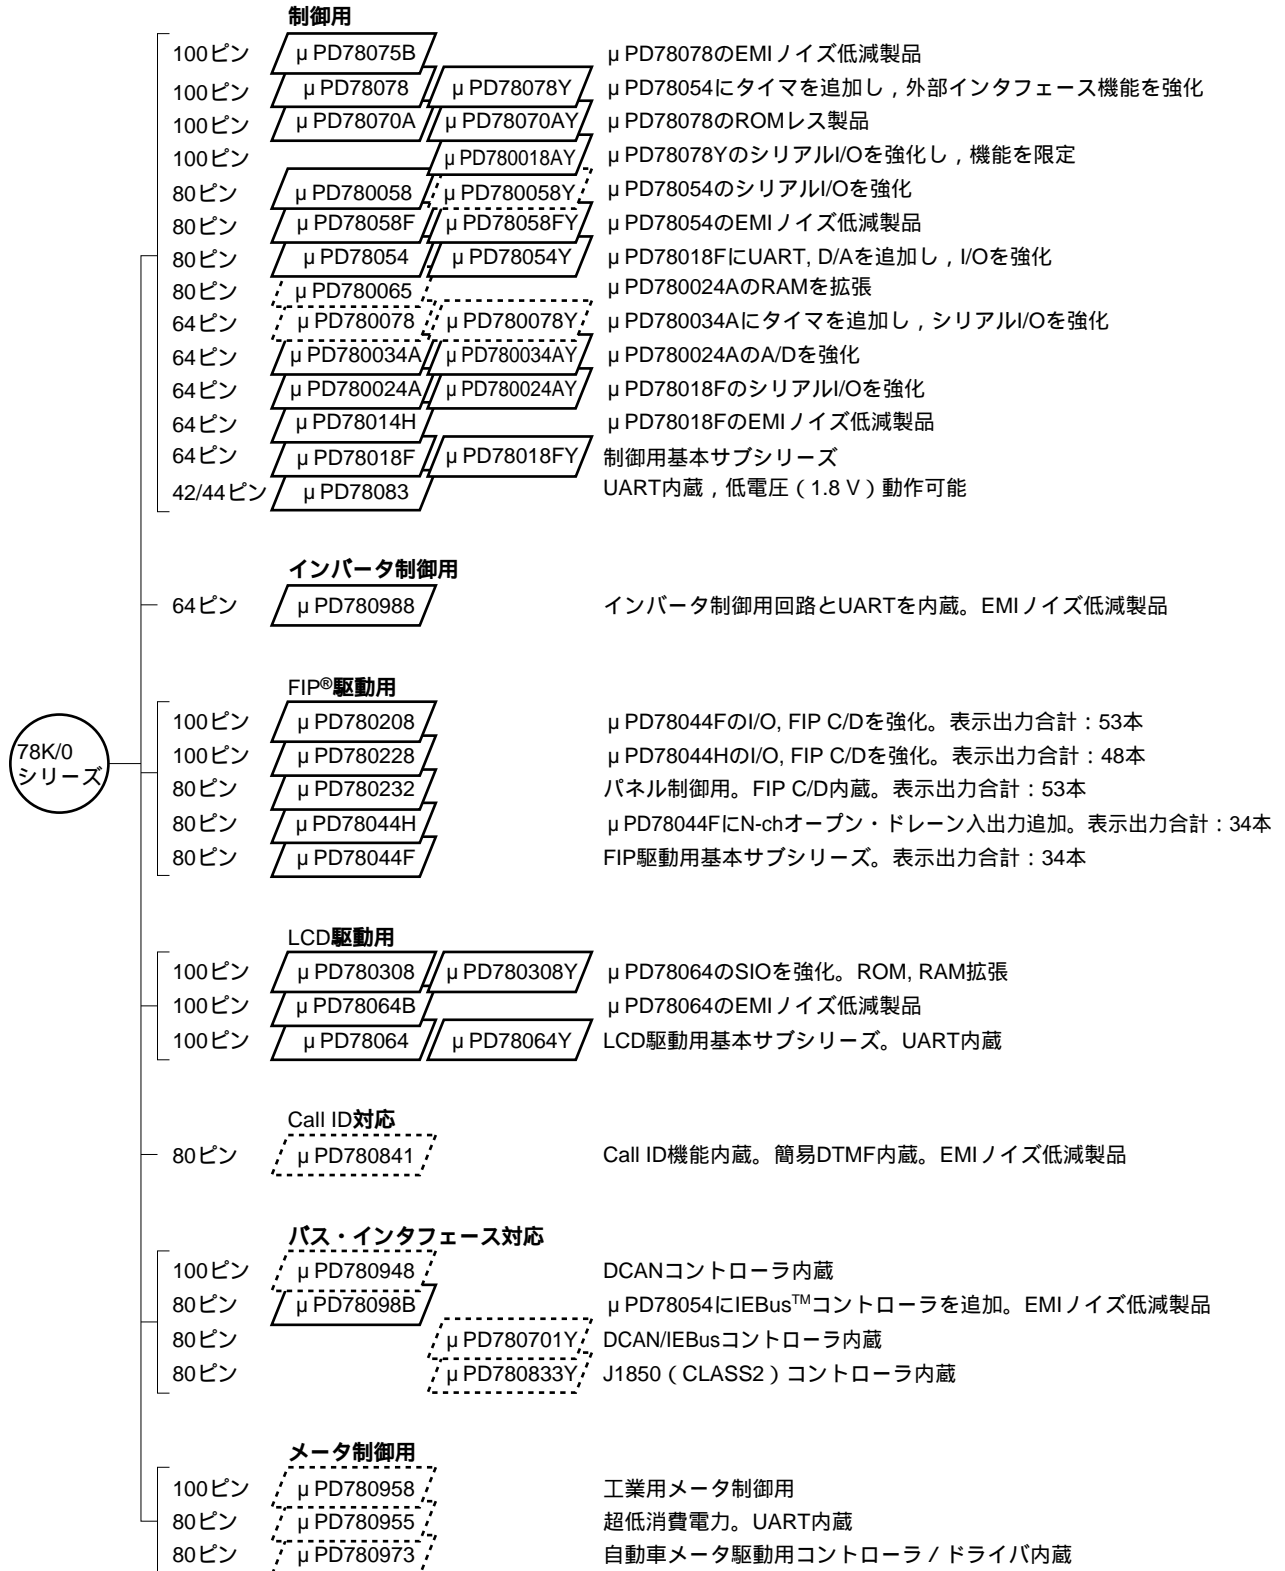 制御用
100ピン μPD78075B μPD78078のEMIノイズ低減製品
100ピン μPD78078 μPD78078Y μPD78054にタイマを追加し，外部インタフェース機能を強化
100ピン μPD78070A μPD78070AY μPD78078のROMレス製品
100ピン μPD780018AY μPD78078YのシリアルI/Oを強化し，機能を限定
80ピン μPD780058 μPD780058Y μPD78054のシリアルI/Oを強化
80ピン μPD78058F μPD78058FY μPD78054のEMIノイズ低減製品
80ピン μPD78054 μPD78054Y μPD78018FにUART, D/Aを追加し，I/Oを強化
80ピン μPD780065 μPD780024AのRAMを拡張
64ピン μPD780078 μPD780078Y μPD780034Aにタイマを追加し，シリアルI/Oを強化
64ピン μPD780034A μPD780034AY μPD780024AのA/Dを強化
64ピン μPD780024A μPD780024AY μPD78018FのシリアルI/Oを強化
64ピン μPD78014H μPD78018FのEMIノイズ低減製品
64ピン μPD78018F μPD78018FY 制御用基本サブシリーズ
42/44ピン μPD78083 UART内蔵，低電圧（1.8 V）動作可能
インバータ制御用
64ピン μPD780988 インバータ制御用回路とUARTを内蔵。EMIノイズ低減製品
FIP®駆動用
100ピン μPD780208 μPD78044FのI/O, FIP C/Dを強化。表示出力合計：53本
78K/0
シリーズ
100ピン μPD780228 μPD78044HのI/O, FIP C/Dを強化。表示出力合計：48本
80ピン μPD780232 パネル制御用。FIP C/D内蔵。表示出力合計：53本
80ピン μPD78044H μPD78044FにN-chオープン・ドレーン入出力追加。表示出力合計：34本
80ピン μPD78044F FIP駆動用基本サブシリーズ。表示出力合計：34本
LCD駆動用
100ピン μPD780308 μPD780308Y μPD78064のSIOを強化。ROM, RAM拡張
100ピン μPD78064B μPD78064のEMIノイズ低減製品
100ピン μPD78064 μPD78064Y LCD駆動用基本サブシリーズ。UART内蔵
Call ID対応
80ピン μPD780841 Call ID機能内蔵。簡易DTMF内蔵。EMIノイズ低減製品
バス・インタフェース対応
100ピン μPD780948 DCANコントローラ内蔵
80ピン μPD78098B μPD78054にIEBus™コントローラを追加。EMIノイズ低減製品
80ピン μPD780701Y DCAN/IEBusコントローラ内蔵
80ピン μPD780833Y J1850（CLASS2）コントローラ内蔵
メータ制御用
100ピン μPD780958 工業用メータ制御用
80ピン μPD780955 超低消費電力。UART内蔵
80ピン μPD780973 自動車メータ駆動用コントローラ／ドライバ内蔵